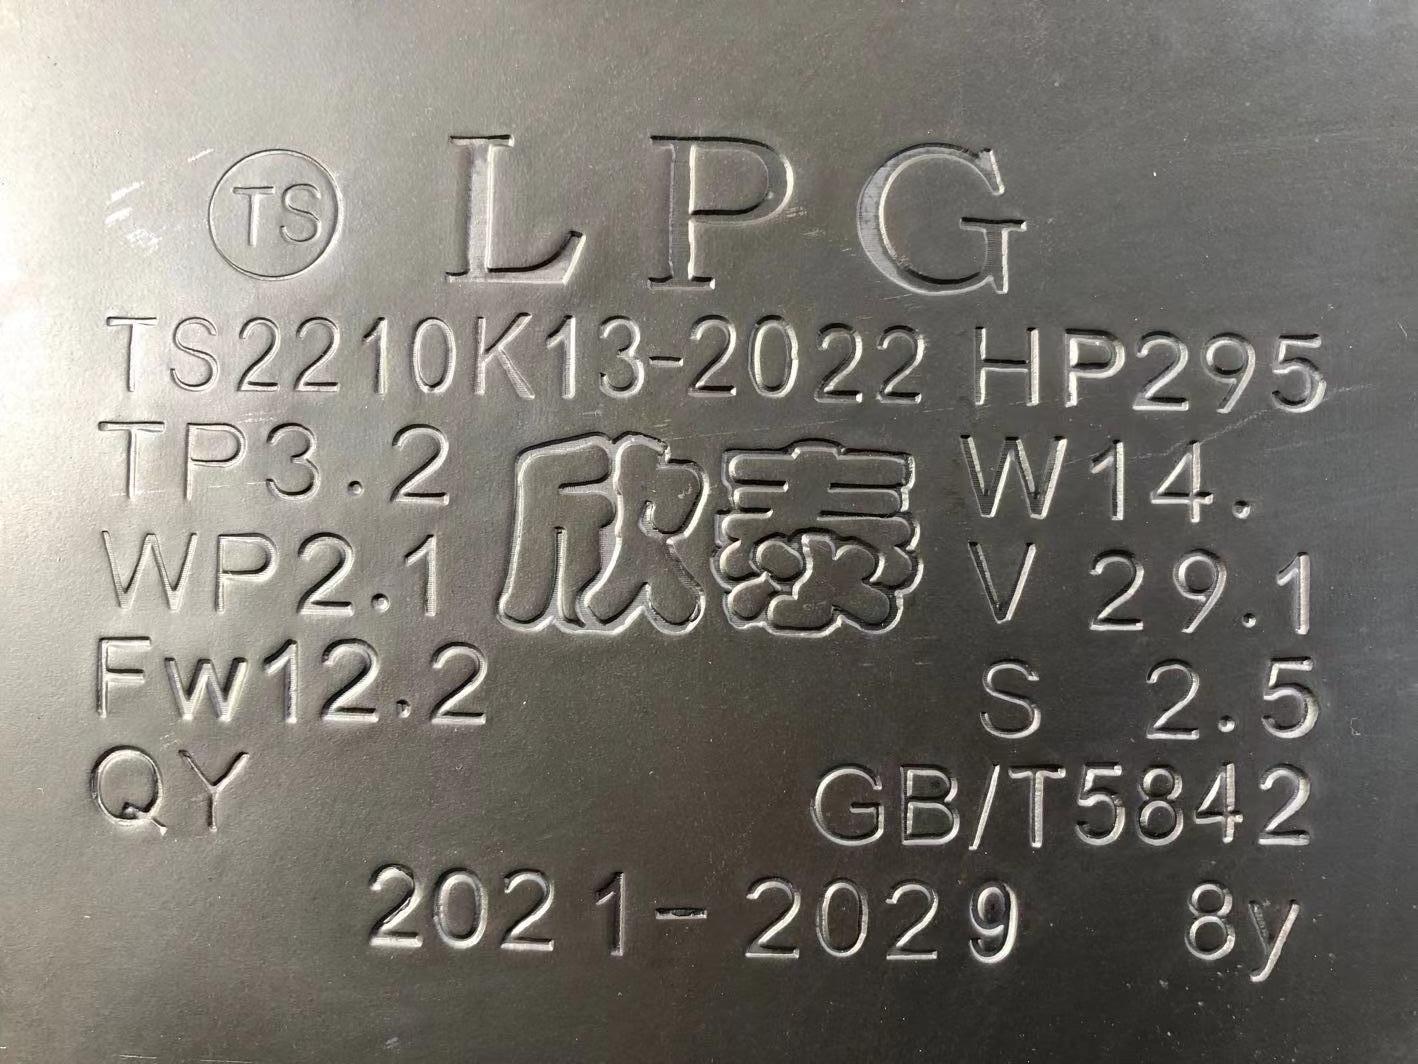 TS LPG
TS2210K13-2022 HP295
TP3.2 欣泰 W14.
WP2.1 V 29.1
Fw12.2 S 2.5
QY GB/T5842
2021-2029 8y